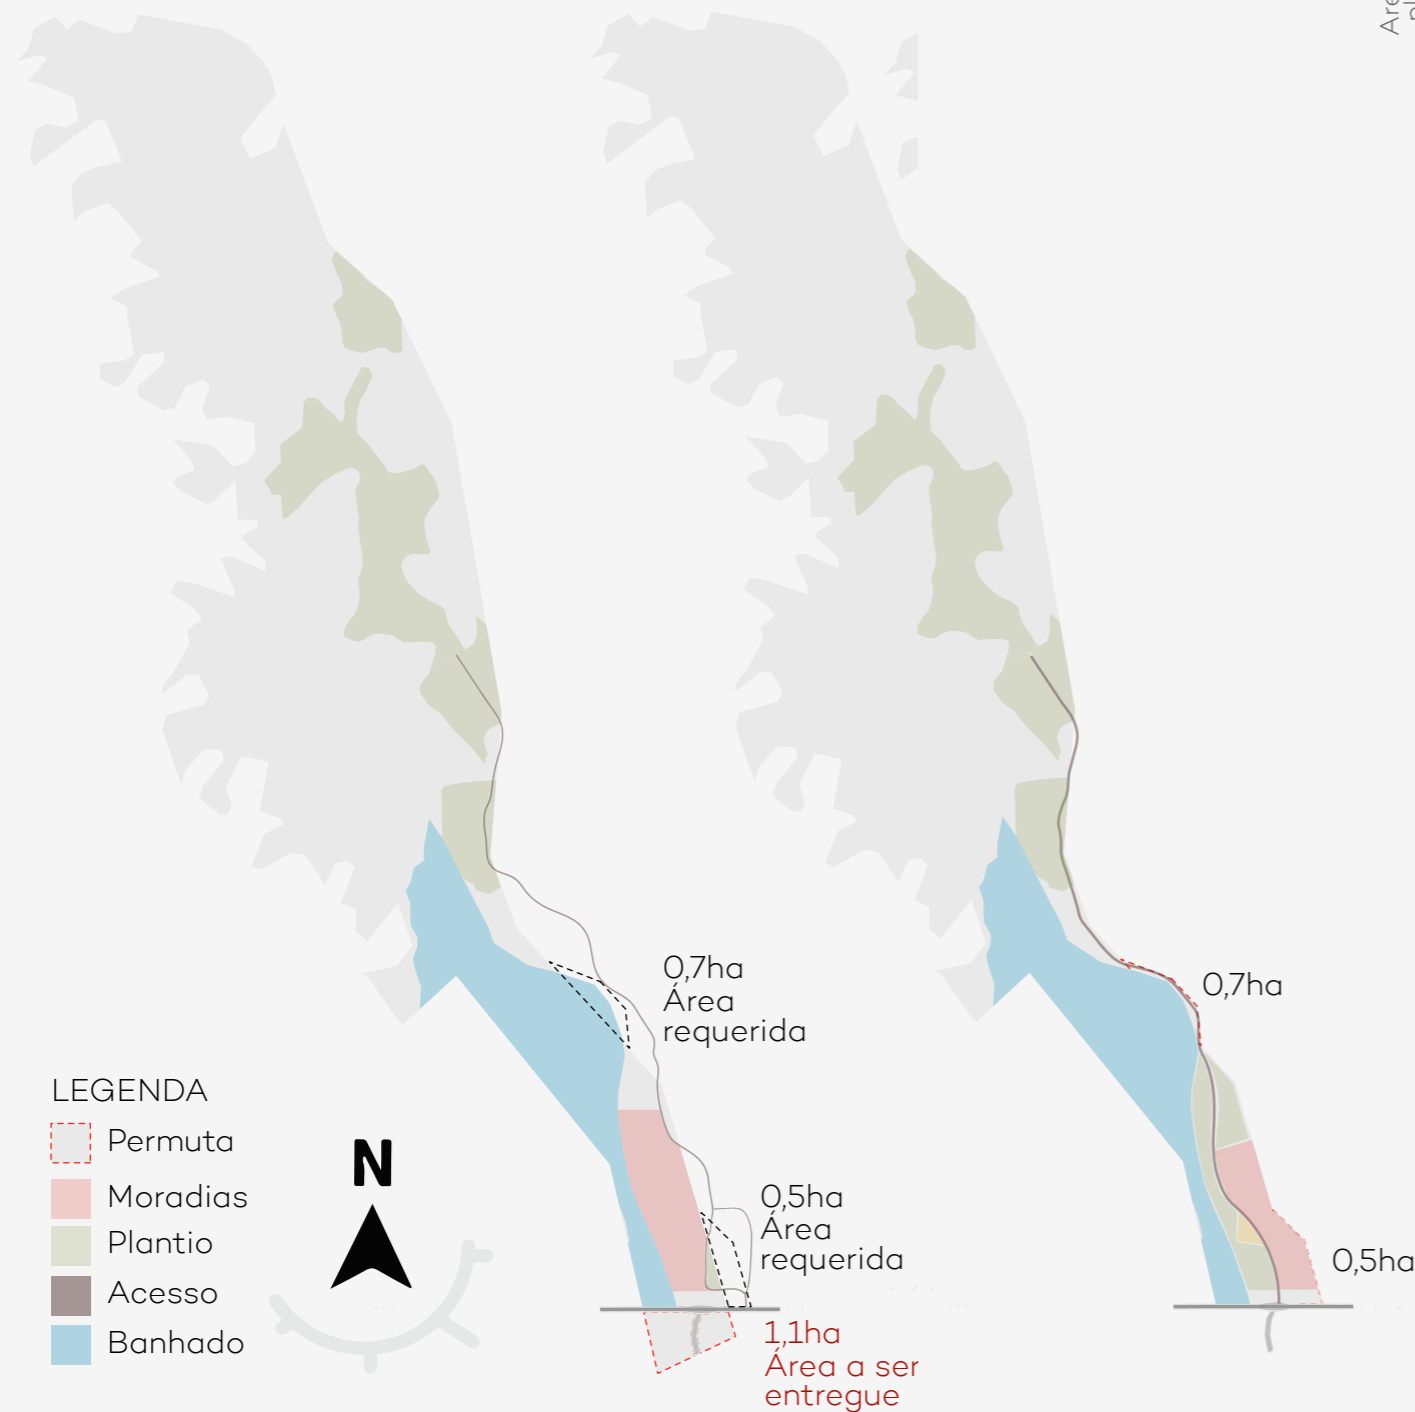 0,7ha
Área
requerida
0,7ha
0,5ha
Área
requerida
0,5ha
1,1ha
Área a ser
entregue
LEGENDA
Permuta
Moradias
Plantio
Acesso
Banhado
N